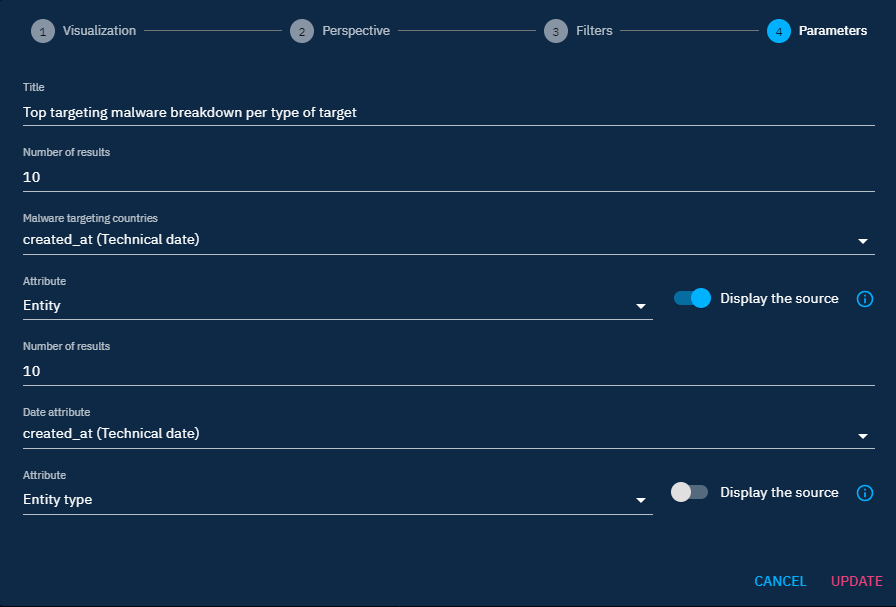 1 Visualization 2 Perspective 3 Filters 4 Parameters
Title
Top targeting malware breakdown per type of target
Number of results
10
Malware targeting countries
created_at (Technical date)
Attribute
Entity Display the source
Number of results
10
Date attribute
created_at (Technical date)
Attribute
Entity type Display the source
CANCEL UPDATE